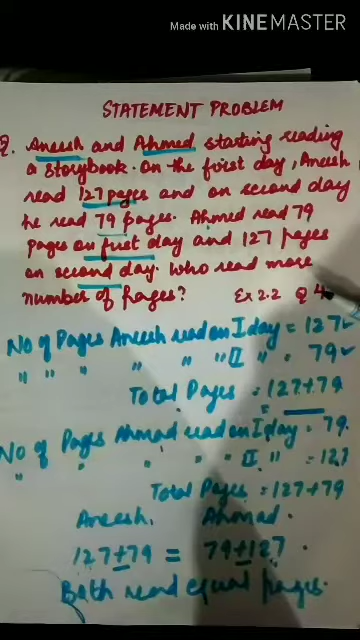 Made with KINEMASTER
STATEMENT PROBLEM
Q. Aneesh and Ahmed starting reading
a storybook. On the first day, Aneesh
read 127 pages and on second day
he read 79 pages. Ahmed read 79
pages on first day and 127 pages
on second day. Who read more
number of pages? Ex 2.2 Q 4
No of Pages Aneesh read on I day = 127
" " " " " "II " = 79
Total Pages = 127+79
=
No of Pages Ahmad read on I day = 79
" " " " II " = 127
Total Pages = 127+79
Aneesh. Ahmad.
127+79 = 79+127
Both read equal pages.